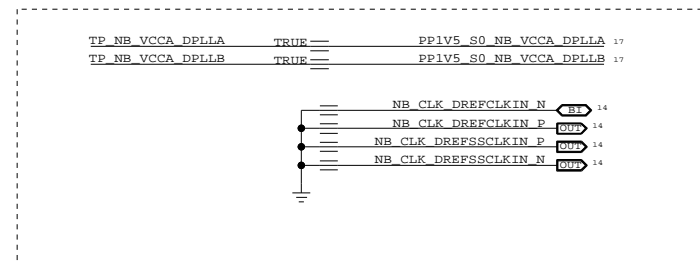 TP_NB_VCCA_DPLLA TRUE PP1V5_S0_NB_VCCA_DPLLA 17
TP_NB_VCCA_DPLLB TRUE PP1V5_S0_NB_VCCA_DPLLB 17
NB_CLK_DREFCLKIN_N BI 14
NB_CLK_DREFCLKIN_P OUT 14
NB_CLK_DREFSSCLKIN_P OUT 14
NB_CLK_DREFSSCLKIN_N OUT 14